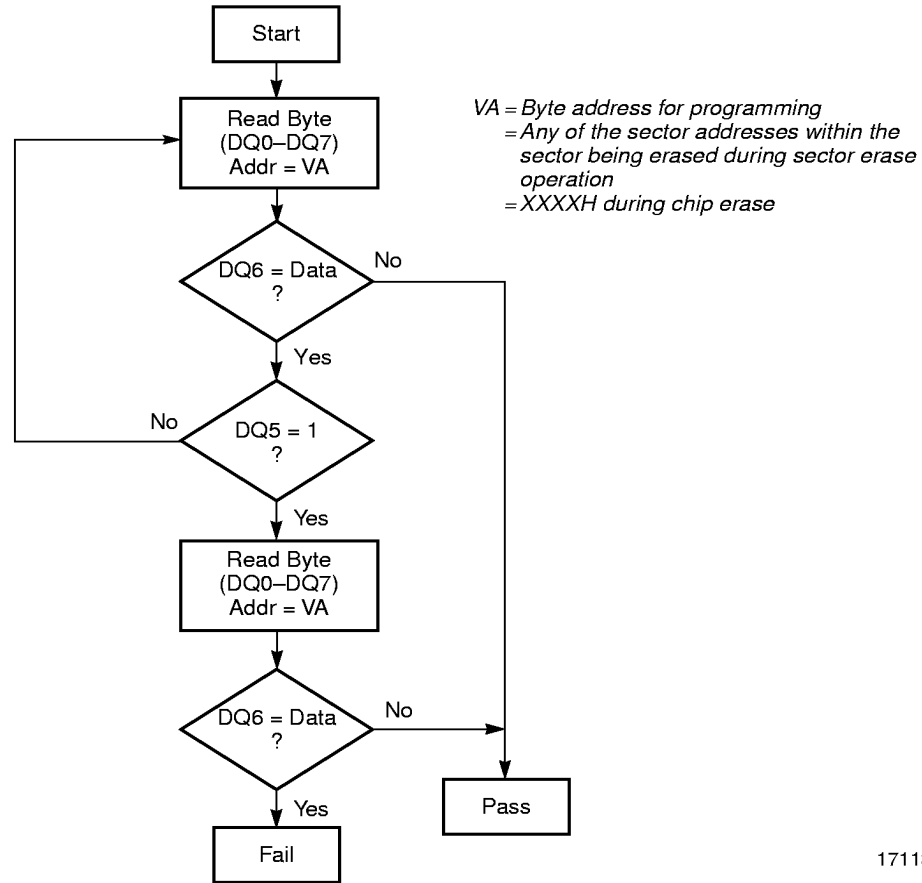 Start
Read Byte
(DQ0–DQ7)
Addr = VA
VA = Byte address for programming
= Any of the sector addresses within the
sector being erased during sector erase
operation
= XXXXH during chip erase
DQ6 = Data
?
No
Yes
DQ5 = 1
?
No
Yes
Read Byte
(DQ0–DQ7)
Addr = VA
DQ6 = Data
?
No
Yes
Pass
Fail